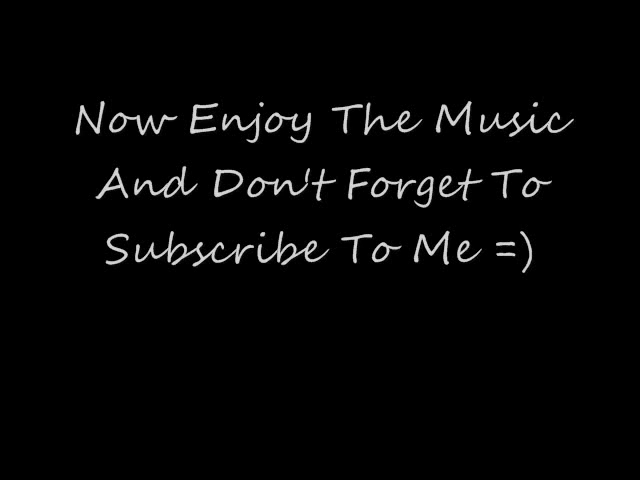 Now Enjoy The Music
And Don't Forget To
Subscribe To Me =)